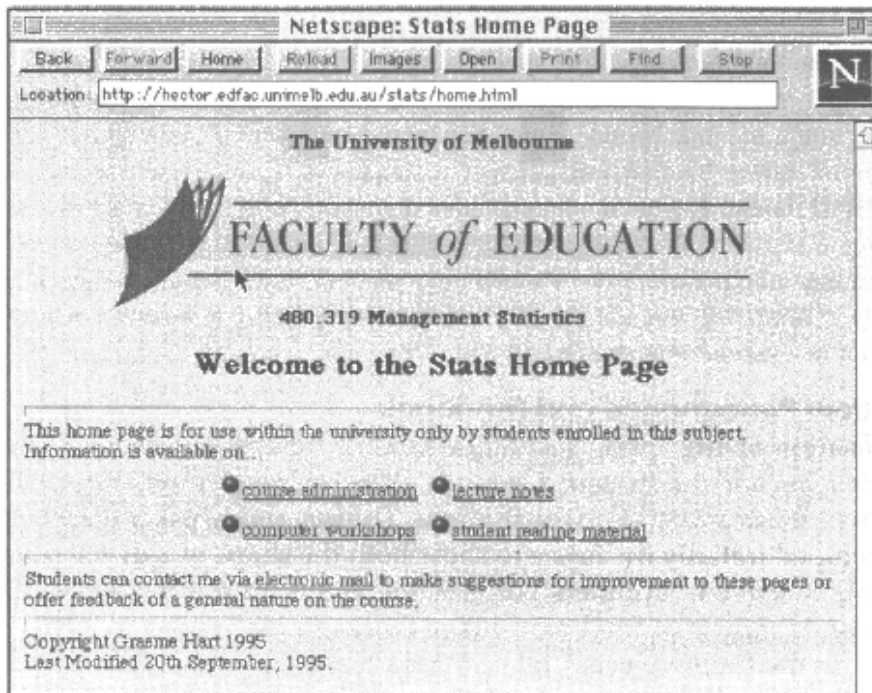 Netscape: Stats Home Page
Back Forward Home Reload Images Open Print Find Stop
N
Location: http://hector.edfac.unimelb.edu.au/stats/home.html
The University of Melbourne
FACULTY of EDUCATION
480.319 Management Statistics
Welcome to the Stats Home Page
This home page is for use within the university only by students enrolled in this subject.
Information is available on...
course administration lecture notes
computer workshops student reading material
Students can contact me via electronic mail to make suggestions for improvement to these pages or
offer feedback of a general nature on the course.
Copyright Graeme Hart 1995
Last Modified 20th September, 1995.